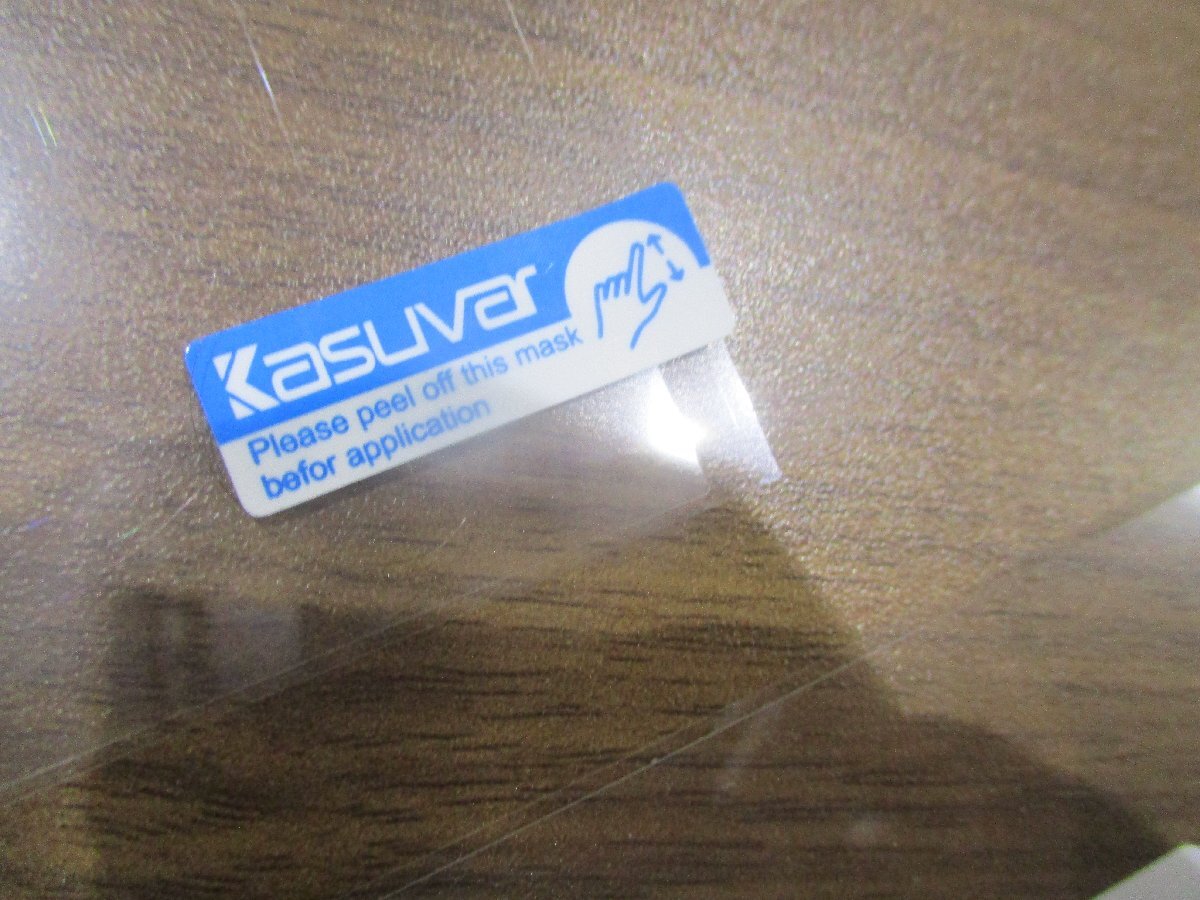 Kasuvar
Please peel off this mask
befor application